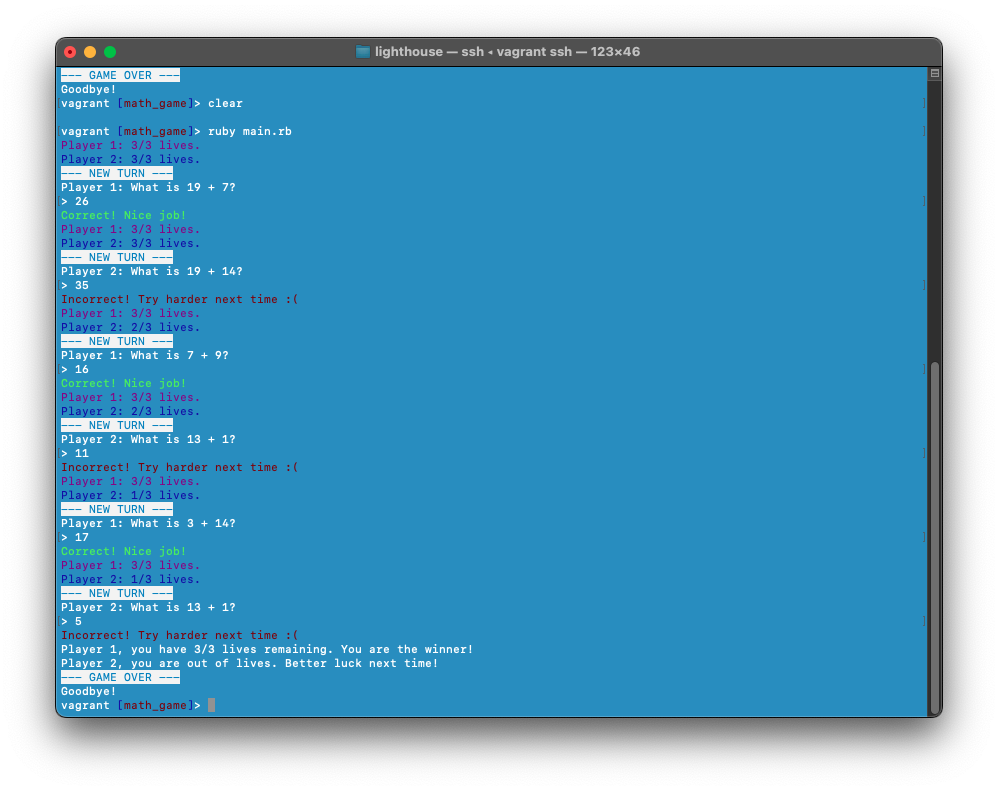 lighthouse — ssh ◂ vagrant ssh — 123×46
--- GAME OVER ---
Goodbye!
vagrant [math_game]> clear
vagrant [math_game]> ruby main.rb
Player 1: 3/3 lives.
Player 2: 3/3 lives.
--- NEW TURN ---
Player 1: What is 19 + 7?
> 26
Correct! Nice job!
Player 1: 3/3 lives.
Player 2: 3/3 lives.
--- NEW TURN ---
Player 2: What is 19 + 14?
> 35
Incorrect! Try harder next time :(
Player 1: 3/3 lives.
Player 2: 2/3 lives.
--- NEW TURN ---
Player 1: What is 7 + 9?
> 16
Correct! Nice job!
Player 1: 3/3 lives.
Player 2: 2/3 lives.
--- NEW TURN ---
Player 2: What is 13 + 1?
> 11
Incorrect! Try harder next time :(
Player 1: 3/3 lives.
Player 2: 1/3 lives.
--- NEW TURN ---
Player 1: What is 3 + 14?
> 17
Correct! Nice job!
Player 1: 3/3 lives.
Player 2: 1/3 lives.
--- NEW TURN ---
Player 2: What is 13 + 1?
> 5
Incorrect! Try harder next time :(
Player 1, you have 3/3 lives remaining. You are the winner!
Player 2, you are out of lives. Better luck next time!
--- GAME OVER ---
Goodbye!
vagrant [math_game]>